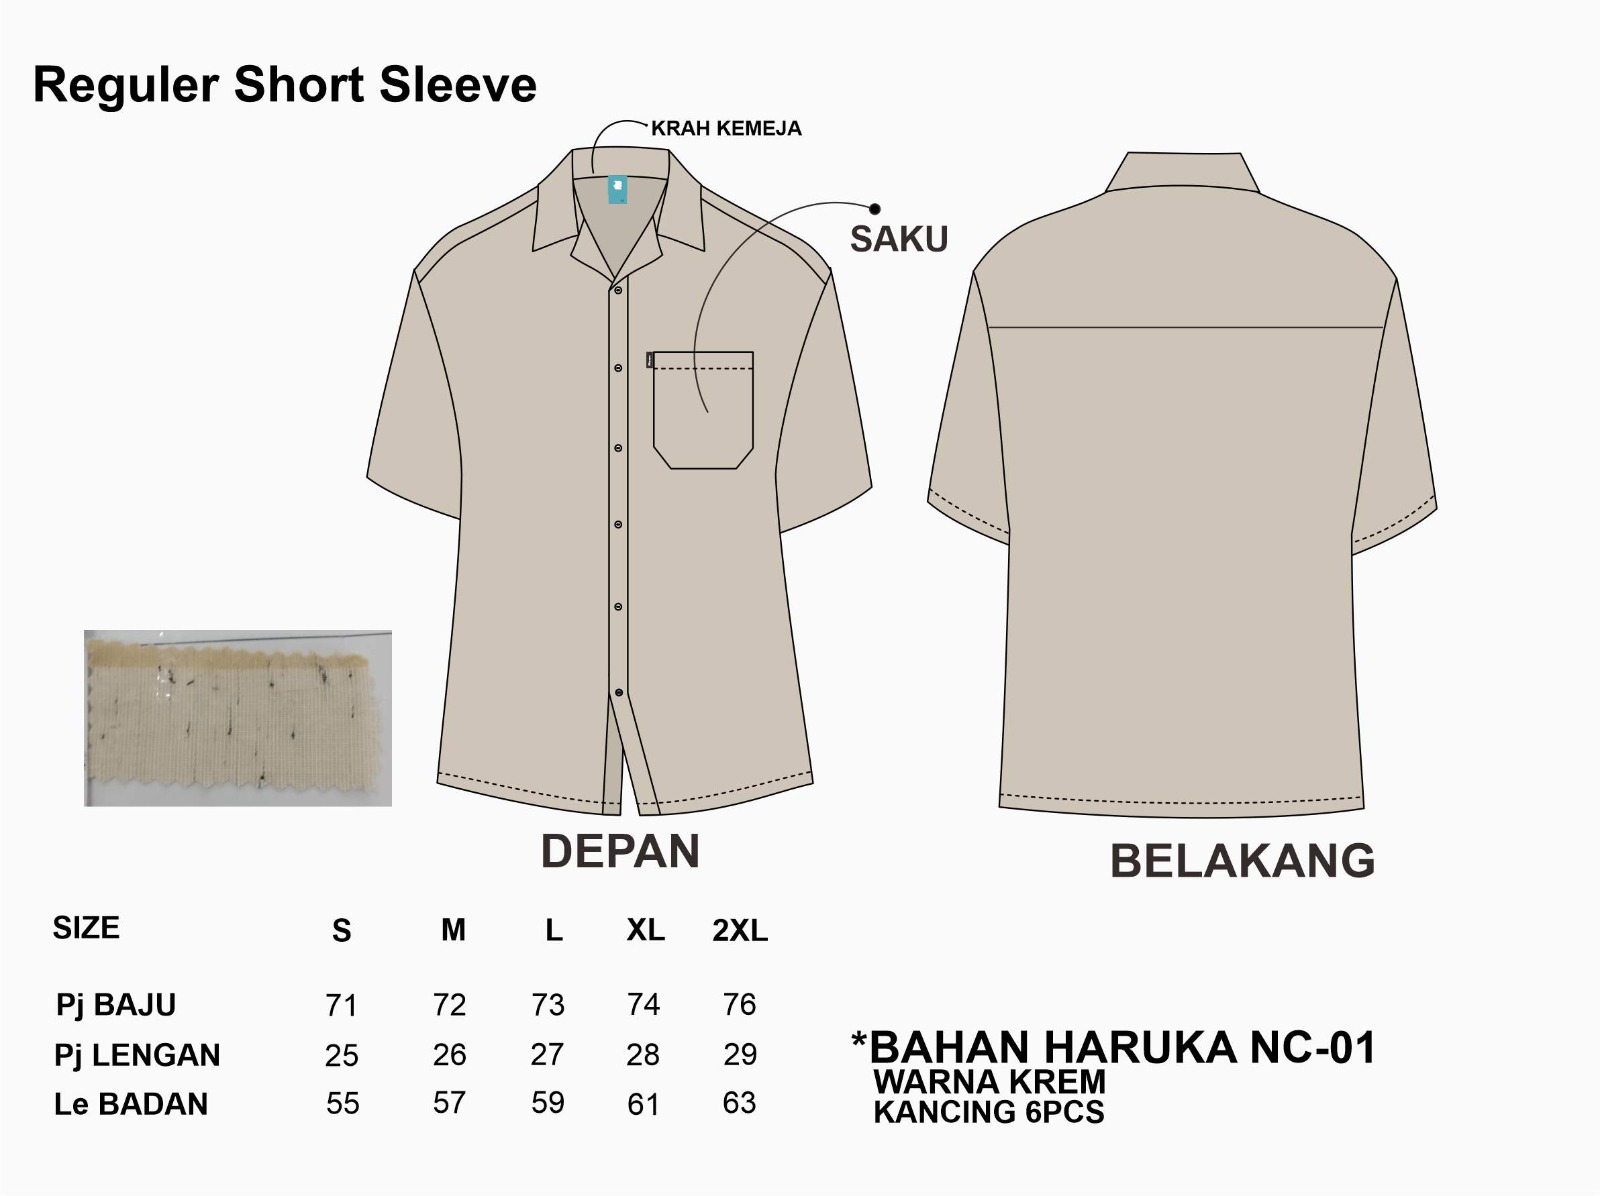 Reguler Short Sleeve
KRAH KEMEJA
SAKU
DEPAN
BELAKANG
SIZE S M L XL 2XL
Pj BAJU 71 72 73 74 76
Pj LENGAN 25 26 27 28 29
Le BADAN 55 57 59 61 63
*BAHAN HARUKA NC-01
WARNA KREM
KANCING 6PCS